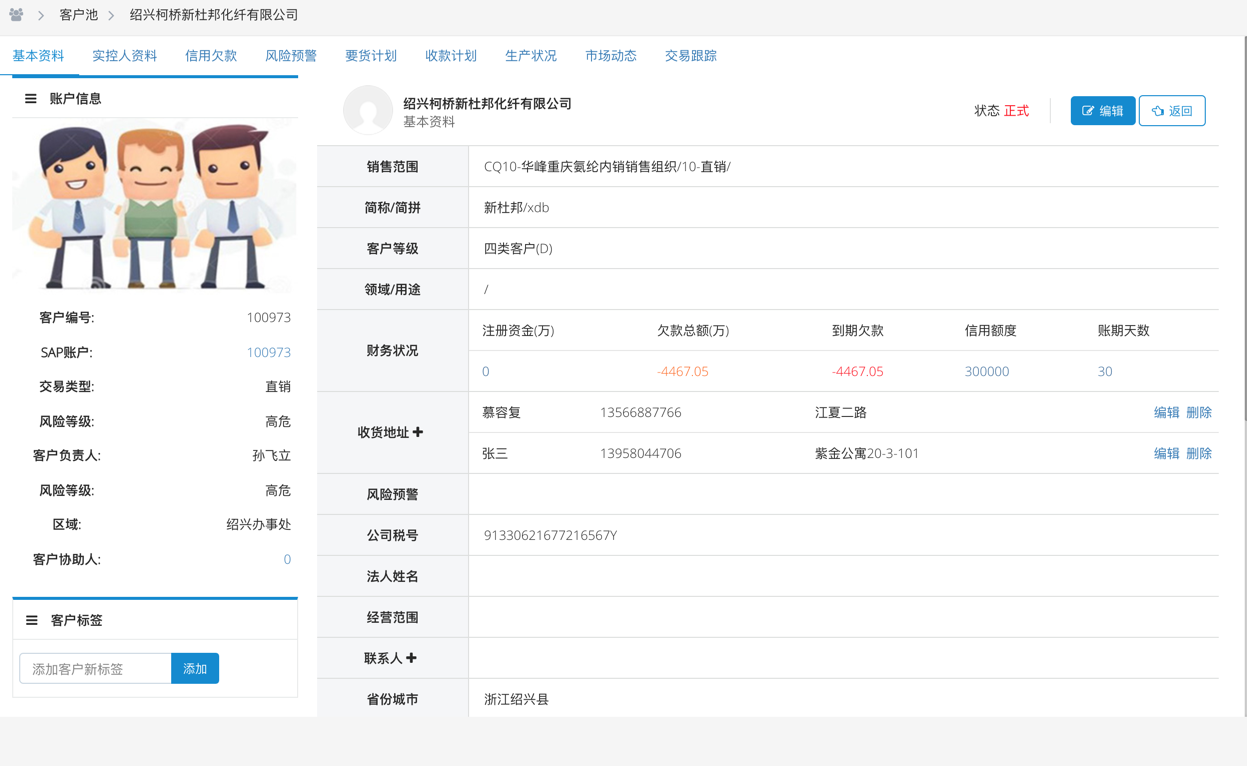 客户池 绍兴柯桥新杜邦化纤有限公司
基本资料 实控人资料 信用欠款 风险预警 要货计划 收款计划 生产状况 市场动态 交易跟踪
账户信息
客户编号: 100973
SAP账户: 100973
交易类型: 直销
风险等级: 高危
客户负责人: 孙飞立
风险等级: 高危
区域: 绍兴办事处
客户协助人: 0
客户标签
添加客户新标签 添加
绍兴柯桥新杜邦化纤有限公司
基本资料
状态 正式 编辑 返回
销售范围 CQ10-华峰重庆氨纶内销销售组织/10-直销/
简称/简拼 新杜邦/xdb
客户等级 四类客户(D)
领域/用途 /
财务状况
注册资金(万) 欠款总额(万) 到期欠款 信用额度 账期天数
0 -4467.05 -4467.05 300000 30
收货地址
慕容复 13566887766 江夏二路 编辑 删除
张三 13958044706 紫金公寓20-3-101 编辑 删除
风险预警
公司税号 91330621677216567Y
法人姓名
经营范围
联系人
省份城市 浙江绍兴县